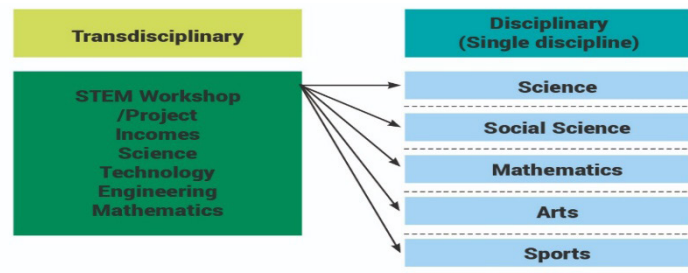 Transdisciplinary
STEM Workshop
/Project
Incomes
Science
Technology
Engineering
Mathematics
Disciplinary
(Single discipline)
Science
Social Science
Mathematics
Arts
Sports